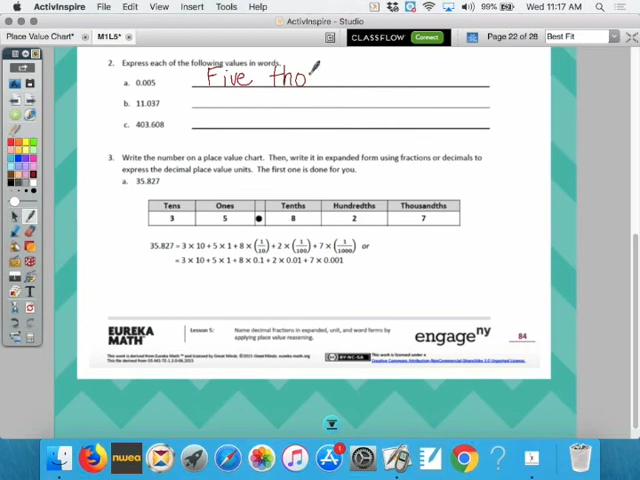 ActivInspire File Edit View Insert Tools Help 99% Fri 11:17 AM
ActivInspire - Studio
Place Value Chart* M1L5* CLASSFLOW Connect Page 22 of 28 Best Fit
2. Express each of the following values in words.
a. 0.005 Five tho
b. 11.037
c. 403.608
3. Write the number on a place value chart. Then, write it in expanded form using fractions or decimals to
express the decimal place value units. The first one is done for you.
a. 35.827
Tens Ones Tenths Hundredths Thousandths
3 5 • 8 2 7
35.827 = 3 × 10 + 5 × 1 + 8 × (1/10) + 2 × (1/100) + 7 × (1/1000) or
= 3 × 10 + 5 × 1 + 8 × 0.1 + 2 × 0.01 + 7 × 0.001
EUREKA MATH
Lesson 5: Name decimal fractions in expanded, unit, and word forms by
applying place value reasoning.
engage ny
84
nwea
1